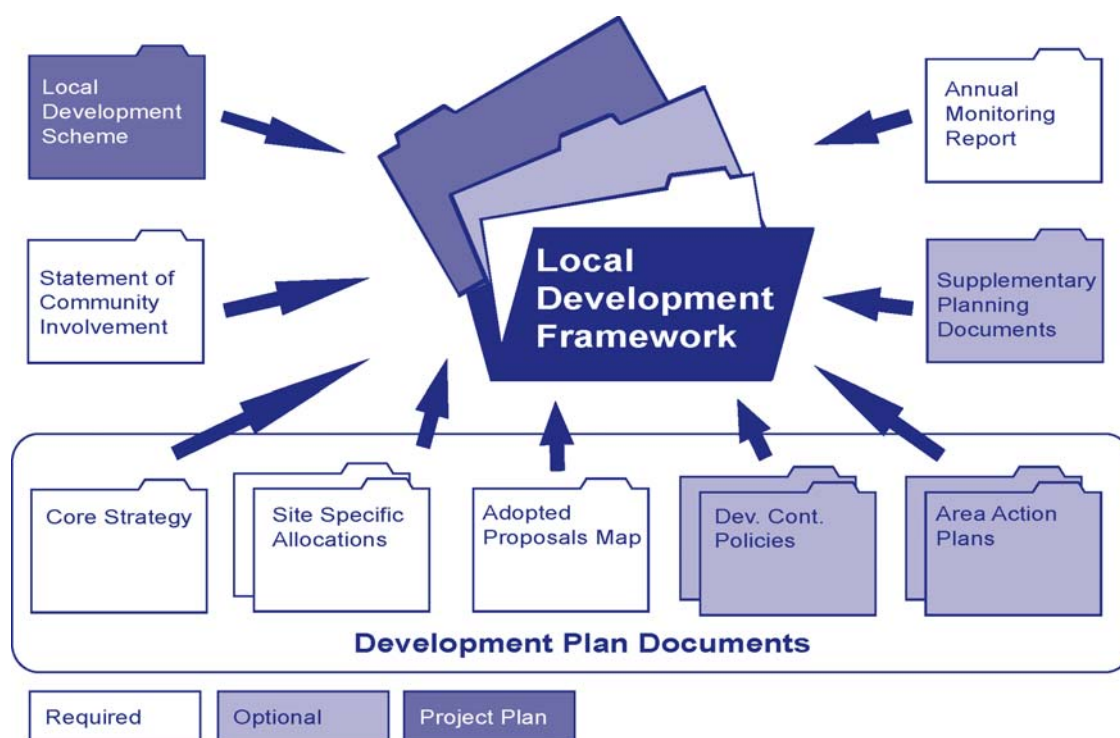 Local
Development
Scheme
Annual
Monitoring
Report
Statement of
Community
Involvement
Local
Development
Framework
Supplementary
Planning
Documents
Core Strategy
Site Specific
Allocations
Adopted
Proposals Map
Dev. Cont.
Policies
Area Action
Plans
Development Plan Documents
Required
Optional
Project Plan